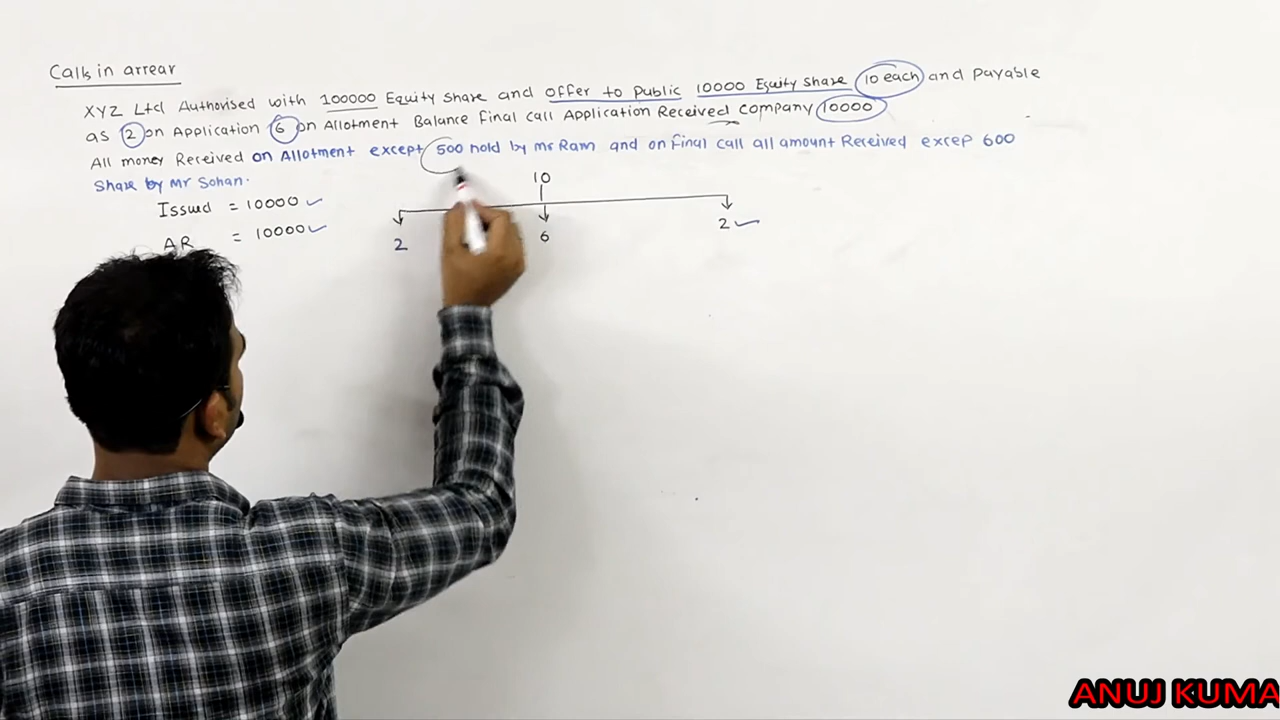 Calls in arrear
XYZ Ltd Authorised with 100000 Equity share and offer to public 10000 Equity share 10 each and payable
as 2 on Application 6 on Allotment Balance Final call Application Received company 10000
All money Received on Allotment except 500 hold by mr Ram and on Final call all amount Received excep 600
Share by Mr Sohan.
10
Issued = 10000
AR = 10000
2
6
2
ANUJ KUMA